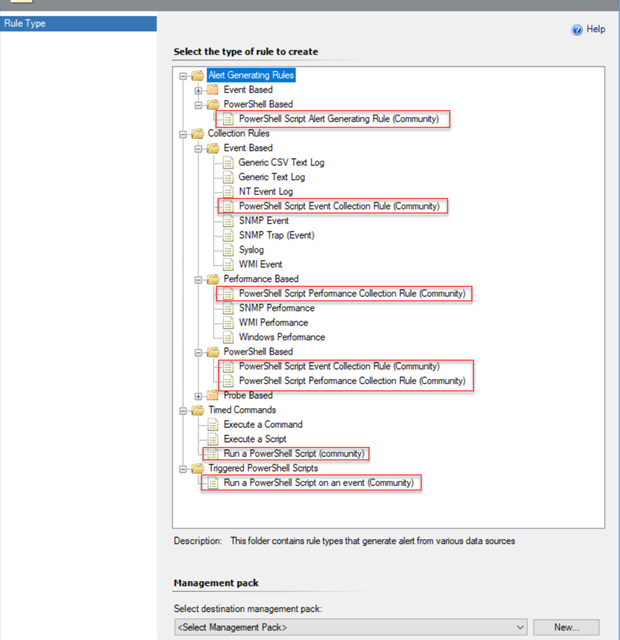 Rule Type
Help
Select the type of rule to create
Alert Generating Rules
Event Based
PowerShell Based
PowerShell Script Alert Generating Rule (Community)
Collection Rules
Event Based
Generic CSV Text Log
Generic Text Log
NT Event Log
PowerShell Script Event Collection Rule (Community)
SNMP Event
SNMP Trap (Event)
Syslog
WMI Event
Performance Based
PowerShell Script Performance Collection Rule (Community)
SNMP Performance
WMI Performance
Windows Performance
PowerShell Based
PowerShell Script Event Collection Rule (Community)
PowerShell Script Performance Collection Rule (Community)
Probe Based
Timed Commands
Execute a Command
Execute a Script
Run a PowerShell Script (community)
Triggered PowerShell Scripts
Run a PowerShell Script on an event (Community)
Description: This folder contains rule types that generate alert from various data sources
Management pack
Select destination management pack:
<Select Management Pack> New...